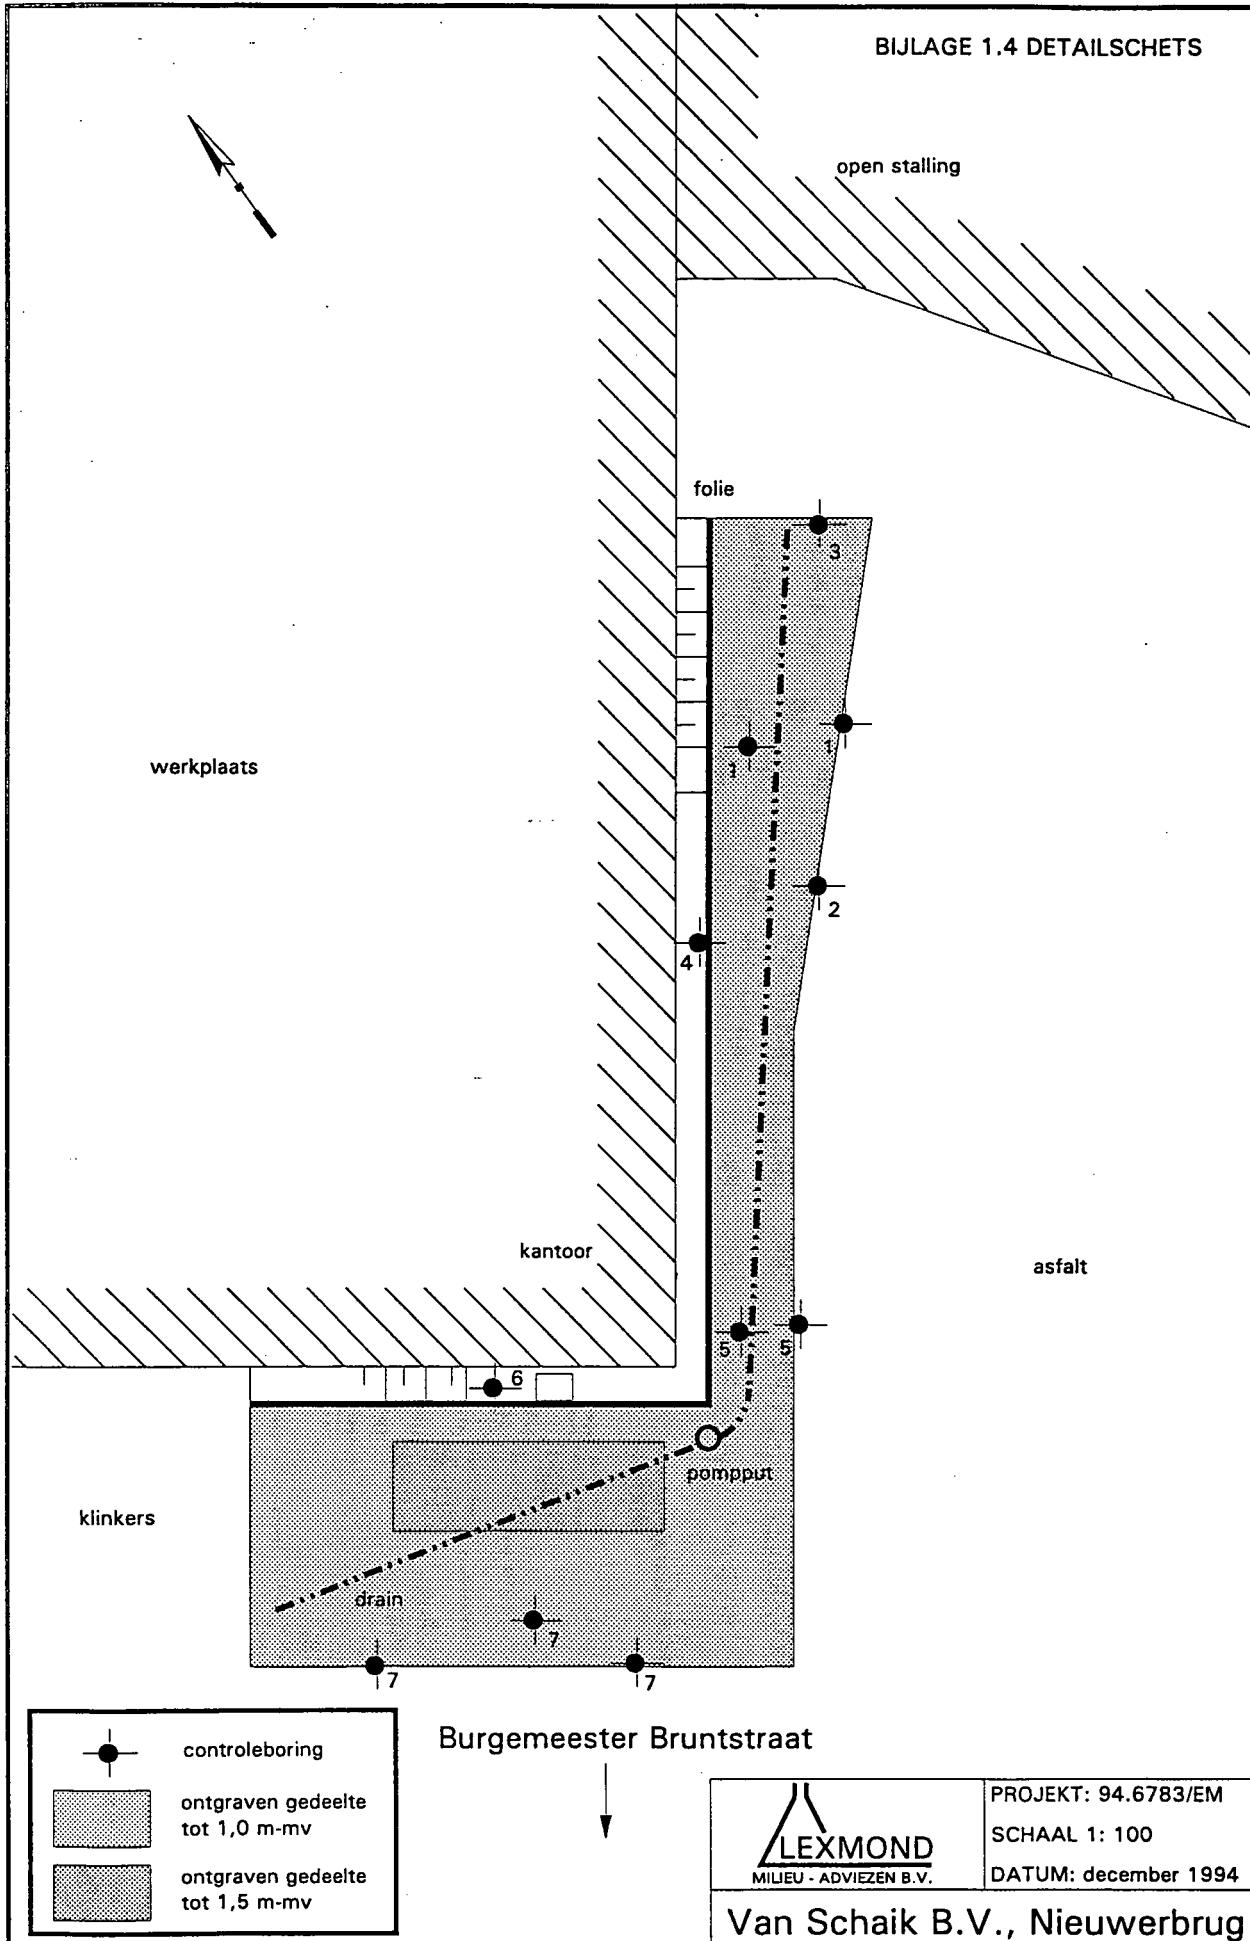 BIJLAGE 1.4 DETAILSCHETS
open stalling
folie
3
werkplaats
1
1
2
4
kantoor
asfalt
5
5
6
pompput
klinkers
drain
7
7
7
Burgemeester Bruntstraat
controleboring
ontgraven gedeelte
tot 1,0 m-mv
ontgraven gedeelte
tot 1,5 m-mv
LEXMOND
MILIEU - ADVIEZEN B.V.
PROJEKT: 94.6783/EM
SCHAAL 1: 100
DATUM: december 1994
Van Schaik B.V., Nieuwerbrug